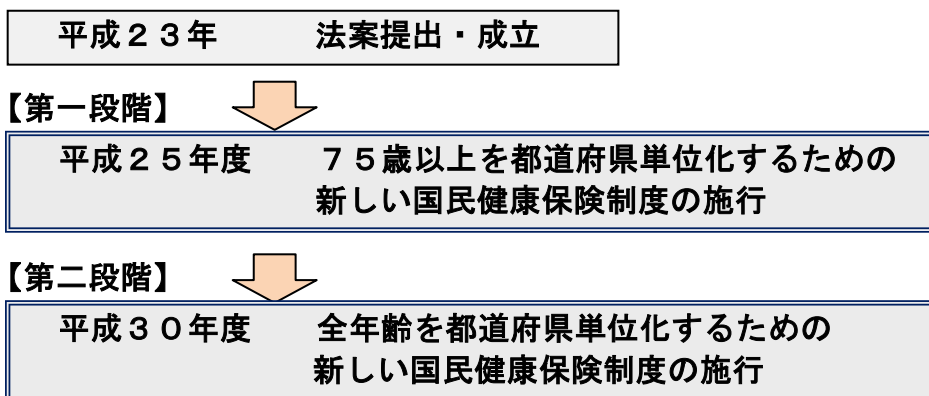 平成２３年　　　法案提出・成立
【第一段階】
平成２５年度　　７５歳以上を都道府県単位化するための
新しい国民健康保険制度の施行
【第二段階】
平成３０年度　　全年齢を都道府県単位化するための
新しい国民健康保険制度の施行